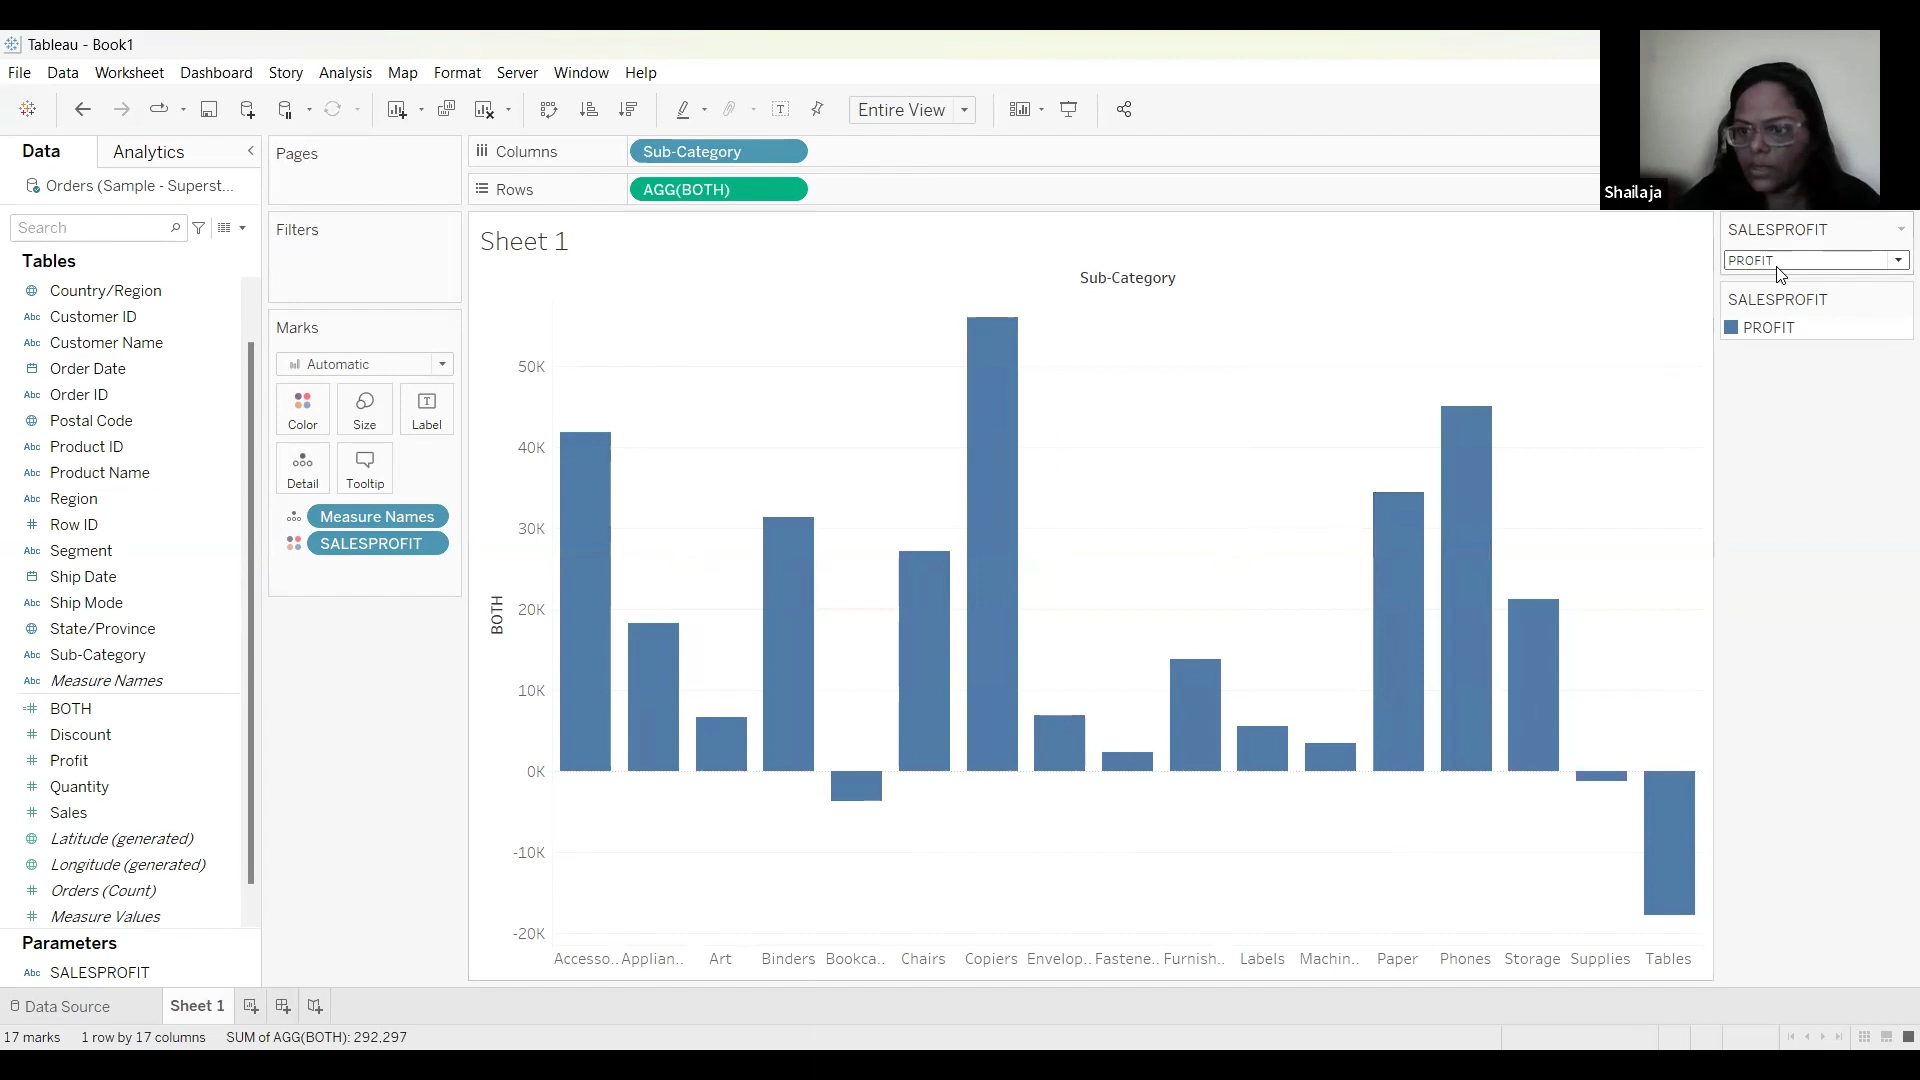 Tableau - Book1
File Data Worksheet Dashboard Story Analysis Map Format Server Window Help
Entire View
Data Analytics
Orders (Sample - Superst...
Search
Tables
Country/Region
Customer ID
Customer Name
Order Date
Order ID
Postal Code
Product ID
Product Name
Region
Row ID
Segment
Ship Date
Ship Mode
State/Province
Sub-Category
Measure Names
BOTH
Discount
Profit
Quantity
Sales
Latitude (generated)
Longitude (generated)
Orders (Count)
Measure Values
Parameters
SALESPROFIT
Pages
Filters
Marks
Automatic
Color Size Label
Detail Tooltip
Measure Names
SALESPROFIT
Columns Sub-Category
Rows AGG(BOTH)
Sheet 1
Sub-Category
BOTH
50K
40K
30K
20K
10K
0K
-10K
-20K
Accesso.. Applian.. Art Binders Bookca.. Chairs Copiers Envelop.. Fastene.. Furnish.. Labels Machin.. Paper Phones Storage Supplies Tables
Shailaja
SALESPROFIT
PROFIT
SALESPROFIT
PROFIT
Data Source Sheet 1
17 marks 1 row by 17 columns SUM of AGG(BOTH): 292,297